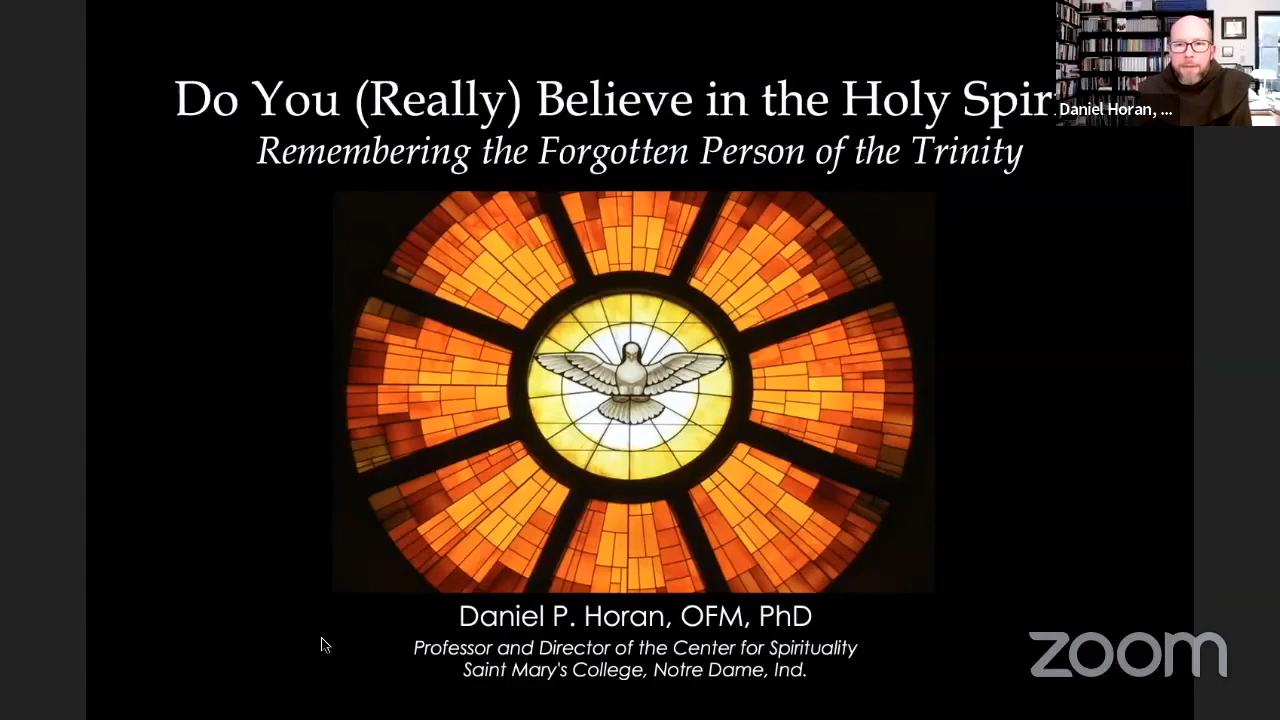 Do You (Really) Believe in the Holy Spir
Daniel Horan, ...
Remembering the Forgotten Person of the Trinity
Daniel P. Horan, OFM, PhD
Professor and Director of the Center for Spirituality
Saint Mary's College, Notre Dame, Ind.
zoom